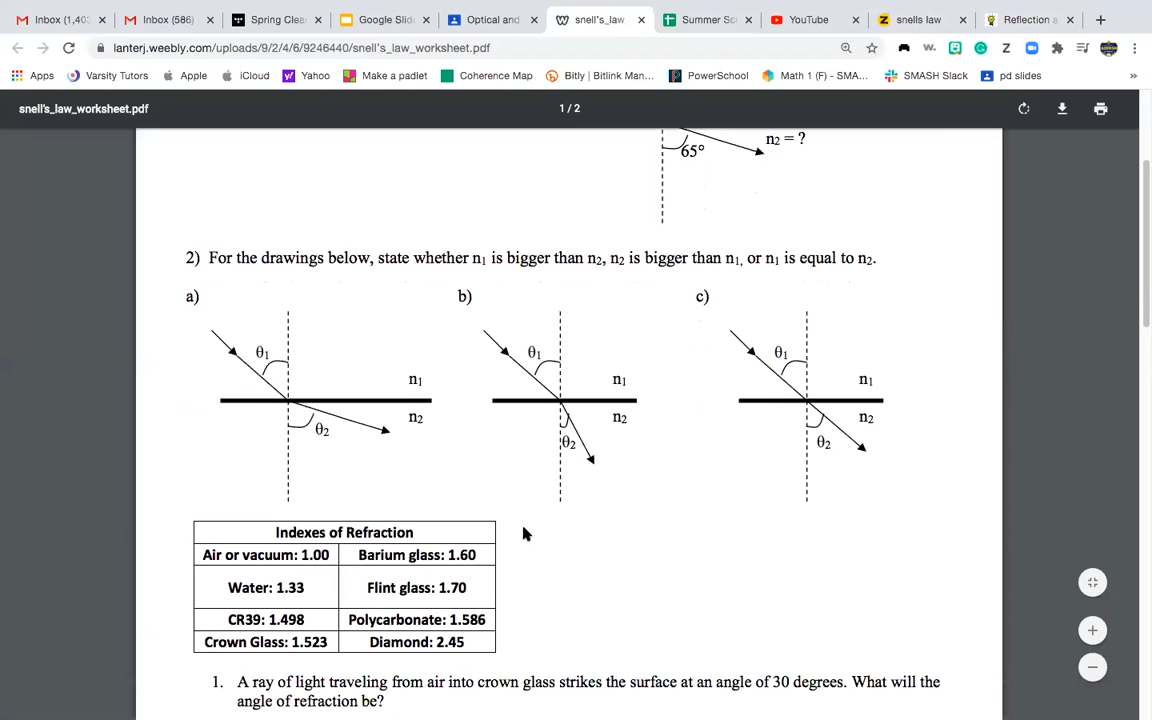 Inbox (1,40
Inbox (586)
Spring Clea
Google Slid
Optical and
snell's_law
Summer Sc
YouTube
snells law
Reflection a
lanterj.weebly.com/uploads/9/2/4/6/9246440/snell's_law_worksheet.pdf
Apps
Varsity Tutors
Apple
iCloud
Yahoo
Make a padlet
Coherence Map
Bitly | Bitlink Man...
PowerSchool
Math 1 (F) - SMA...
SMASH Slack
pd slides
»
snell's_law_worksheet.pdf
1 / 2
65°
n₂ = ?
2) For the drawings below, state whether n₁ is bigger than n₂, n₂ is bigger than n₁, or n₁ is equal to n₂.
a)
b)
c)
θ₁
n₁
n₂
θ₂
θ₁
n₁
n₂
θ₂
θ₁
n₁
n₂
θ₂
Indexes of Refraction
Air or vacuum: 1.00
Barium glass: 1.60
Water: 1.33
Flint glass: 1.70
CR39: 1.498
Polycarbonate: 1.586
Crown Glass: 1.523
Diamond: 2.45
1. A ray of light traveling from air into crown glass strikes the surface at an angle of 30 degrees. What will the
angle of refraction be?